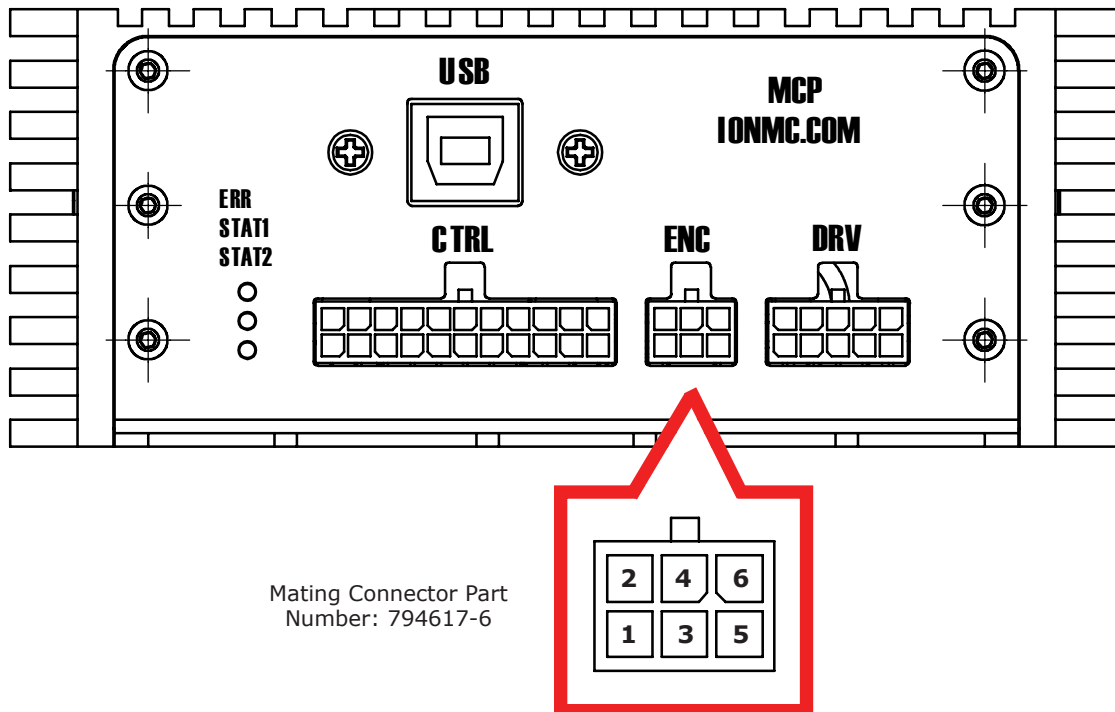 USB
MCP
IONMC.COM
ERR
STAT1
STAT2
CTRL
ENC
DRV
Mating Connector Part
Number: 794617-6
2 4 6
1 3 5